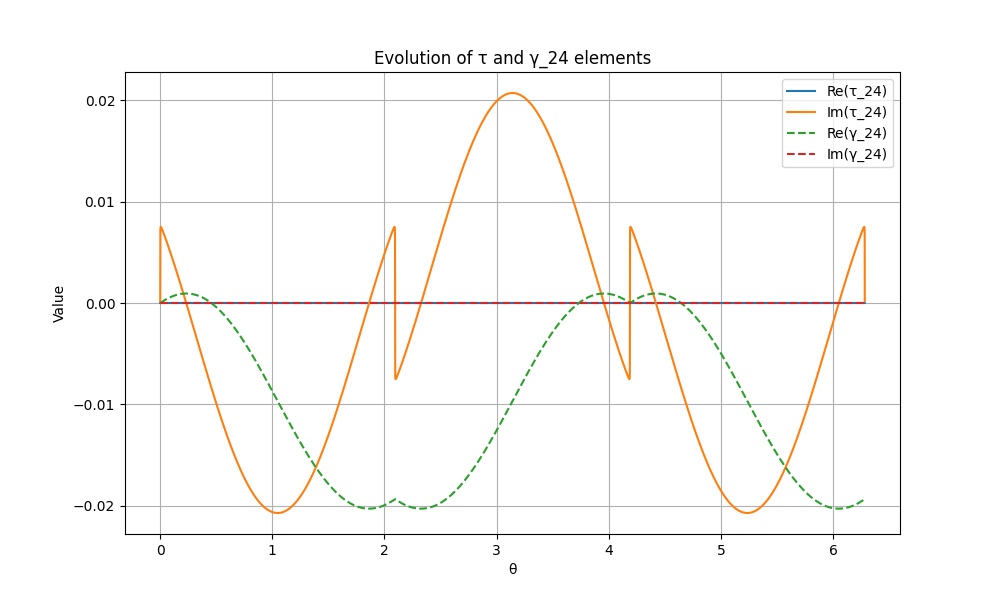 Evolution of τ and γ_24 elements
Re(τ_24)
Im(τ_24)
Re(γ_24)
Im(γ_24)
Value
0.02
0.01
0.00
−0.01
−0.02
0 1 2 3 4 5 6
θ